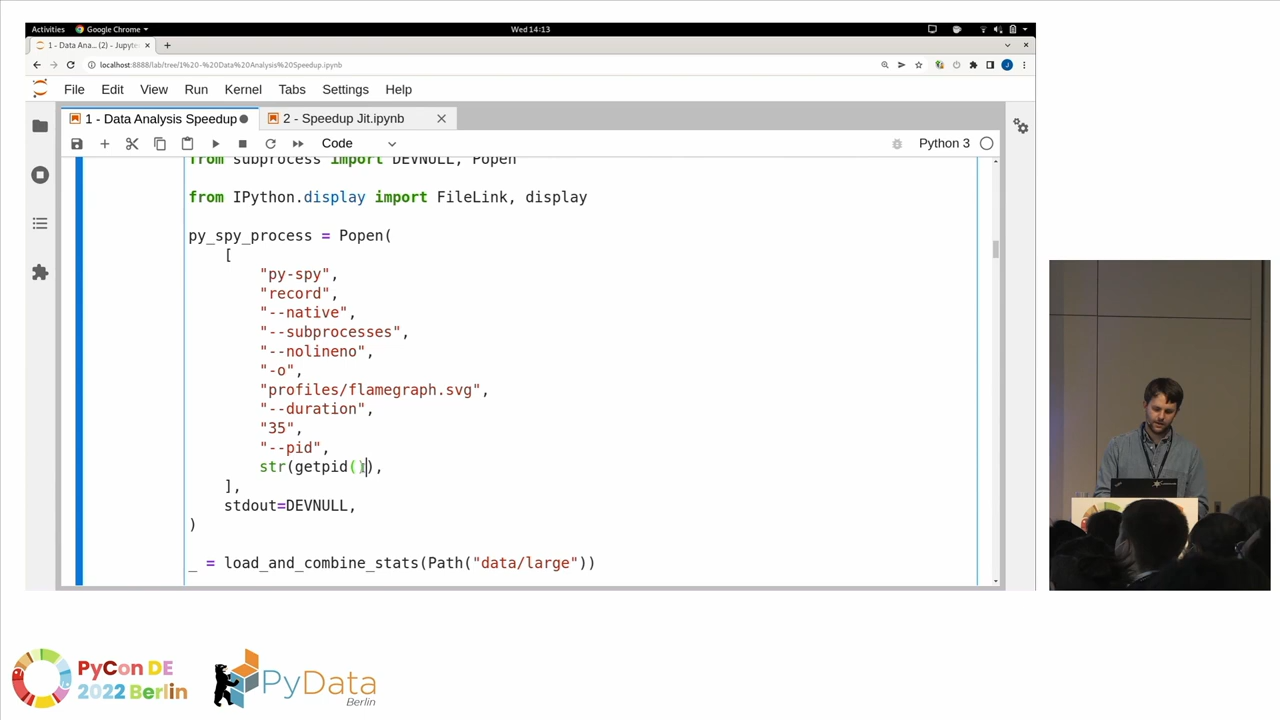 Activities
Google Chrome
Wed 14:13
1 - Data Ana... (2) - Jupyte
localhost:8888/lab/tree/1%20-%20Data%20Analysis%20Speedup.ipynb
File Edit View Run Kernel Tabs Settings Help
1 - Data Analysis Speedup
2 - Speedup Jit.ipynb
Code
Python 3
from subprocess import DEVNULL, Popen
from IPython.display import FileLink, display
py_spy_process = Popen(
[
"py-spy",
"record",
"--native",
"--subprocesses",
"--nolineno",
"-o",
"profiles/flamegraph.svg",
"--duration",
"35",
"--pid",
str(getpid()),
],
stdout=DEVNULL,
)
_ = load_and_combine_stats(Path("data/large"))
PyCon DE
2022 Berlin
PyData
Berlin